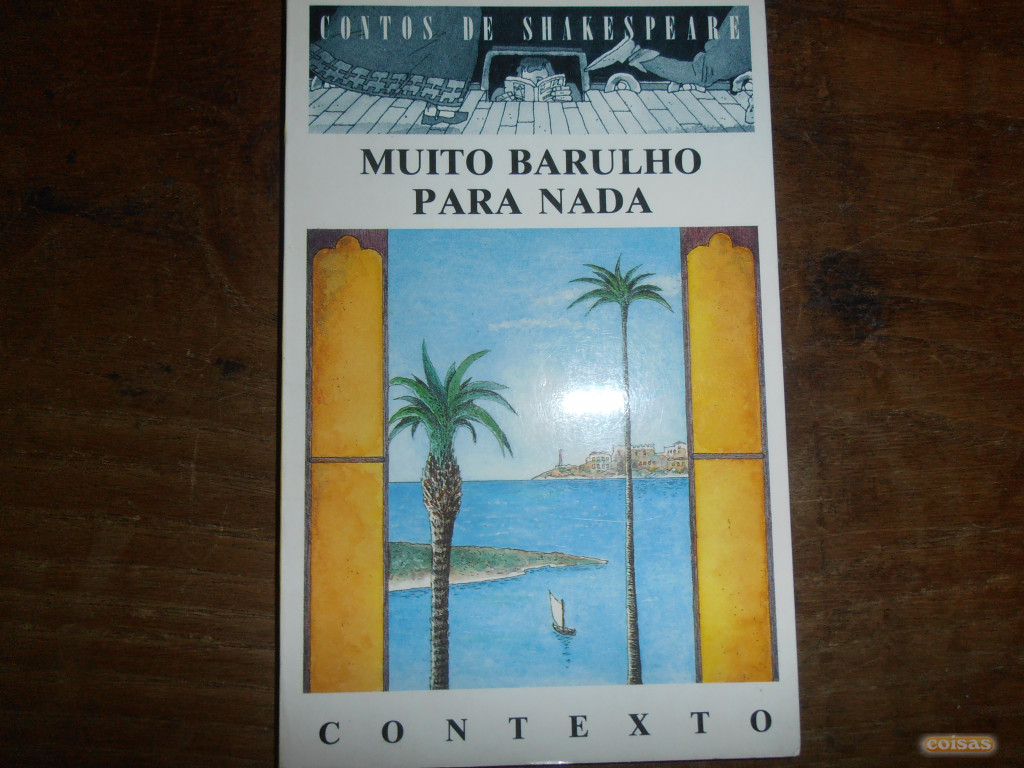 CONTOS DE SHAKESPEARE
MUITO BARULHO
PARA NADA
CONTEXTO
coisas